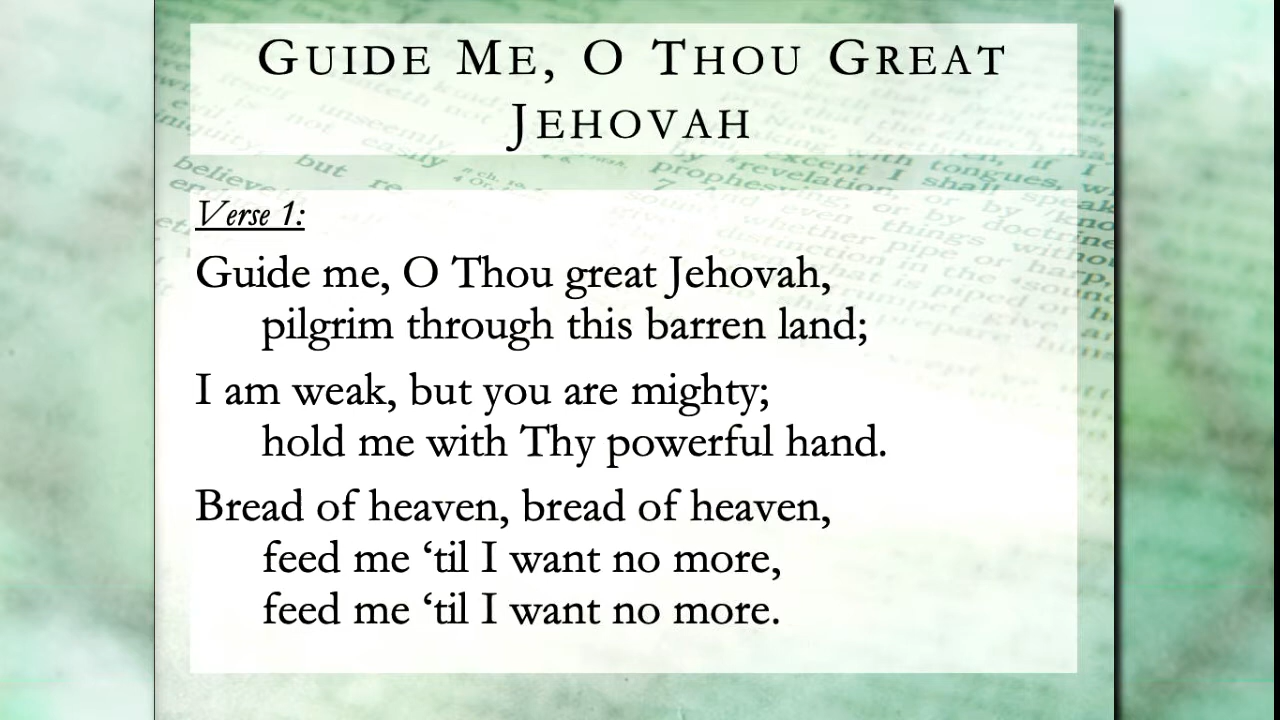 GUIDE ME, O THOU GREAT
JEHOVAH
Verse 1:
Guide me, O Thou great Jehovah,
pilgrim through this barren land;
I am weak, but you are mighty;
hold me with Thy powerful hand.
Bread of heaven, bread of heaven,
feed me ‘til I want no more,
feed me ‘til I want no more.